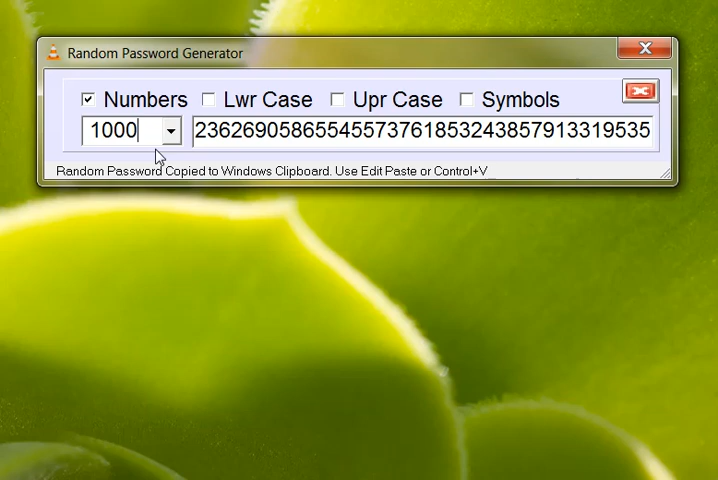 Random Password Generator
Numbers Lwr Case Upr Case Symbols
1000 23626905865545573761853243857913319535
Random Password Copied to Windows Clipboard. Use Edit Paste or Control+V